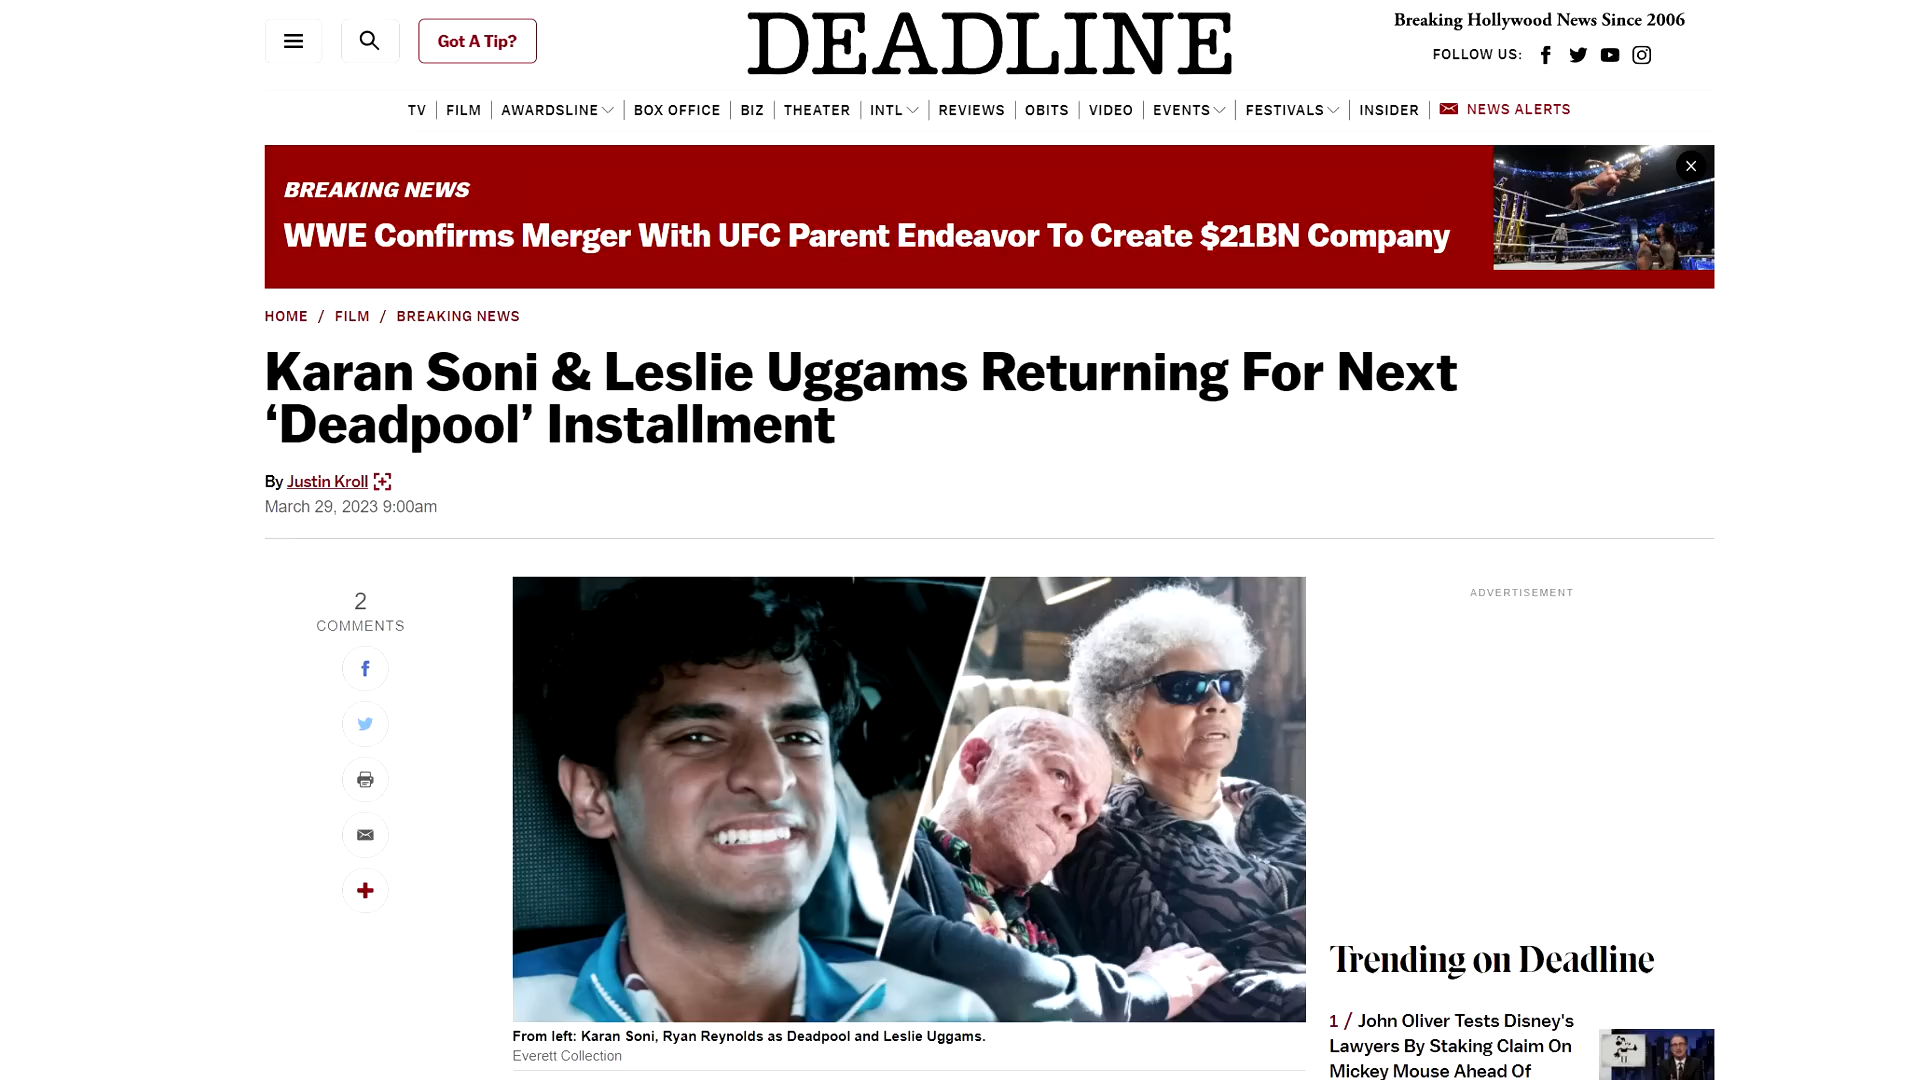 Got A Tip?
DEADLINE
Breaking Hollywood News Since 2006
FOLLOW US:
TV
FILM
AWARDSLINE
BOX OFFICE
BIZ
THEATER
INTL
REVIEWS
OBITS
VIDEO
EVENTS
FESTIVALS
INSIDER
NEWS ALERTS
BREAKING NEWS
WWE Confirms Merger With UFC Parent Endeavor To Create $21BN Company
HOME / FILM / BREAKING NEWS
Karan Soni & Leslie Uggams Returning For Next
‘Deadpool’ Installment
By Justin Kroll
March 29, 2023 9:00am
2
COMMENTS
ADVERTISEMENT
From left: Karan Soni, Ryan Reynolds as Deadpool and Leslie Uggams.
Everett Collection
Trending on Deadline
1 / John Oliver Tests Disney's
Lawyers By Staking Claim On
Mickey Mouse Ahead Of